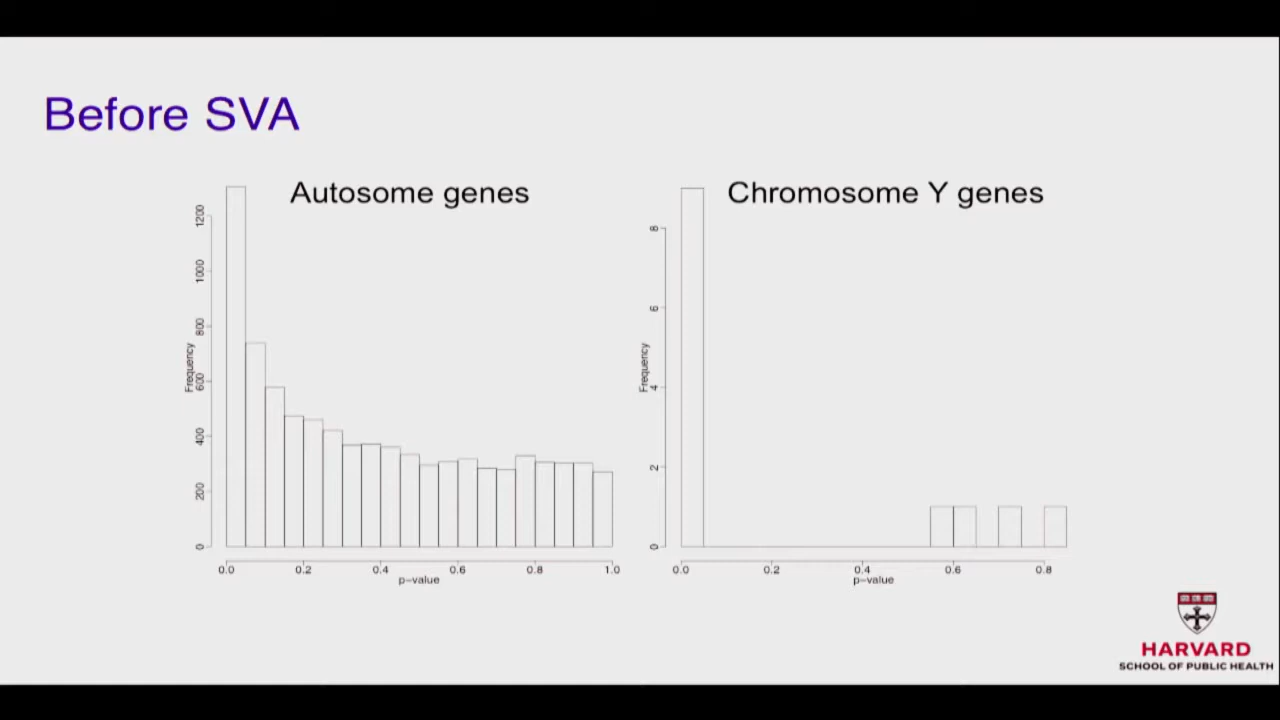 Before SVA
Autosome genes
Frequency
0
200
400
600
800
1000
1200
0.0 0.2 0.4 0.6 0.8 1.0
p-value
Chromosome Y genes
Frequency
0
2
4
6
8
0.0 0.2 0.4 0.6 0.8
p-value
HARVARD
SCHOOL OF PUBLIC HEALTH